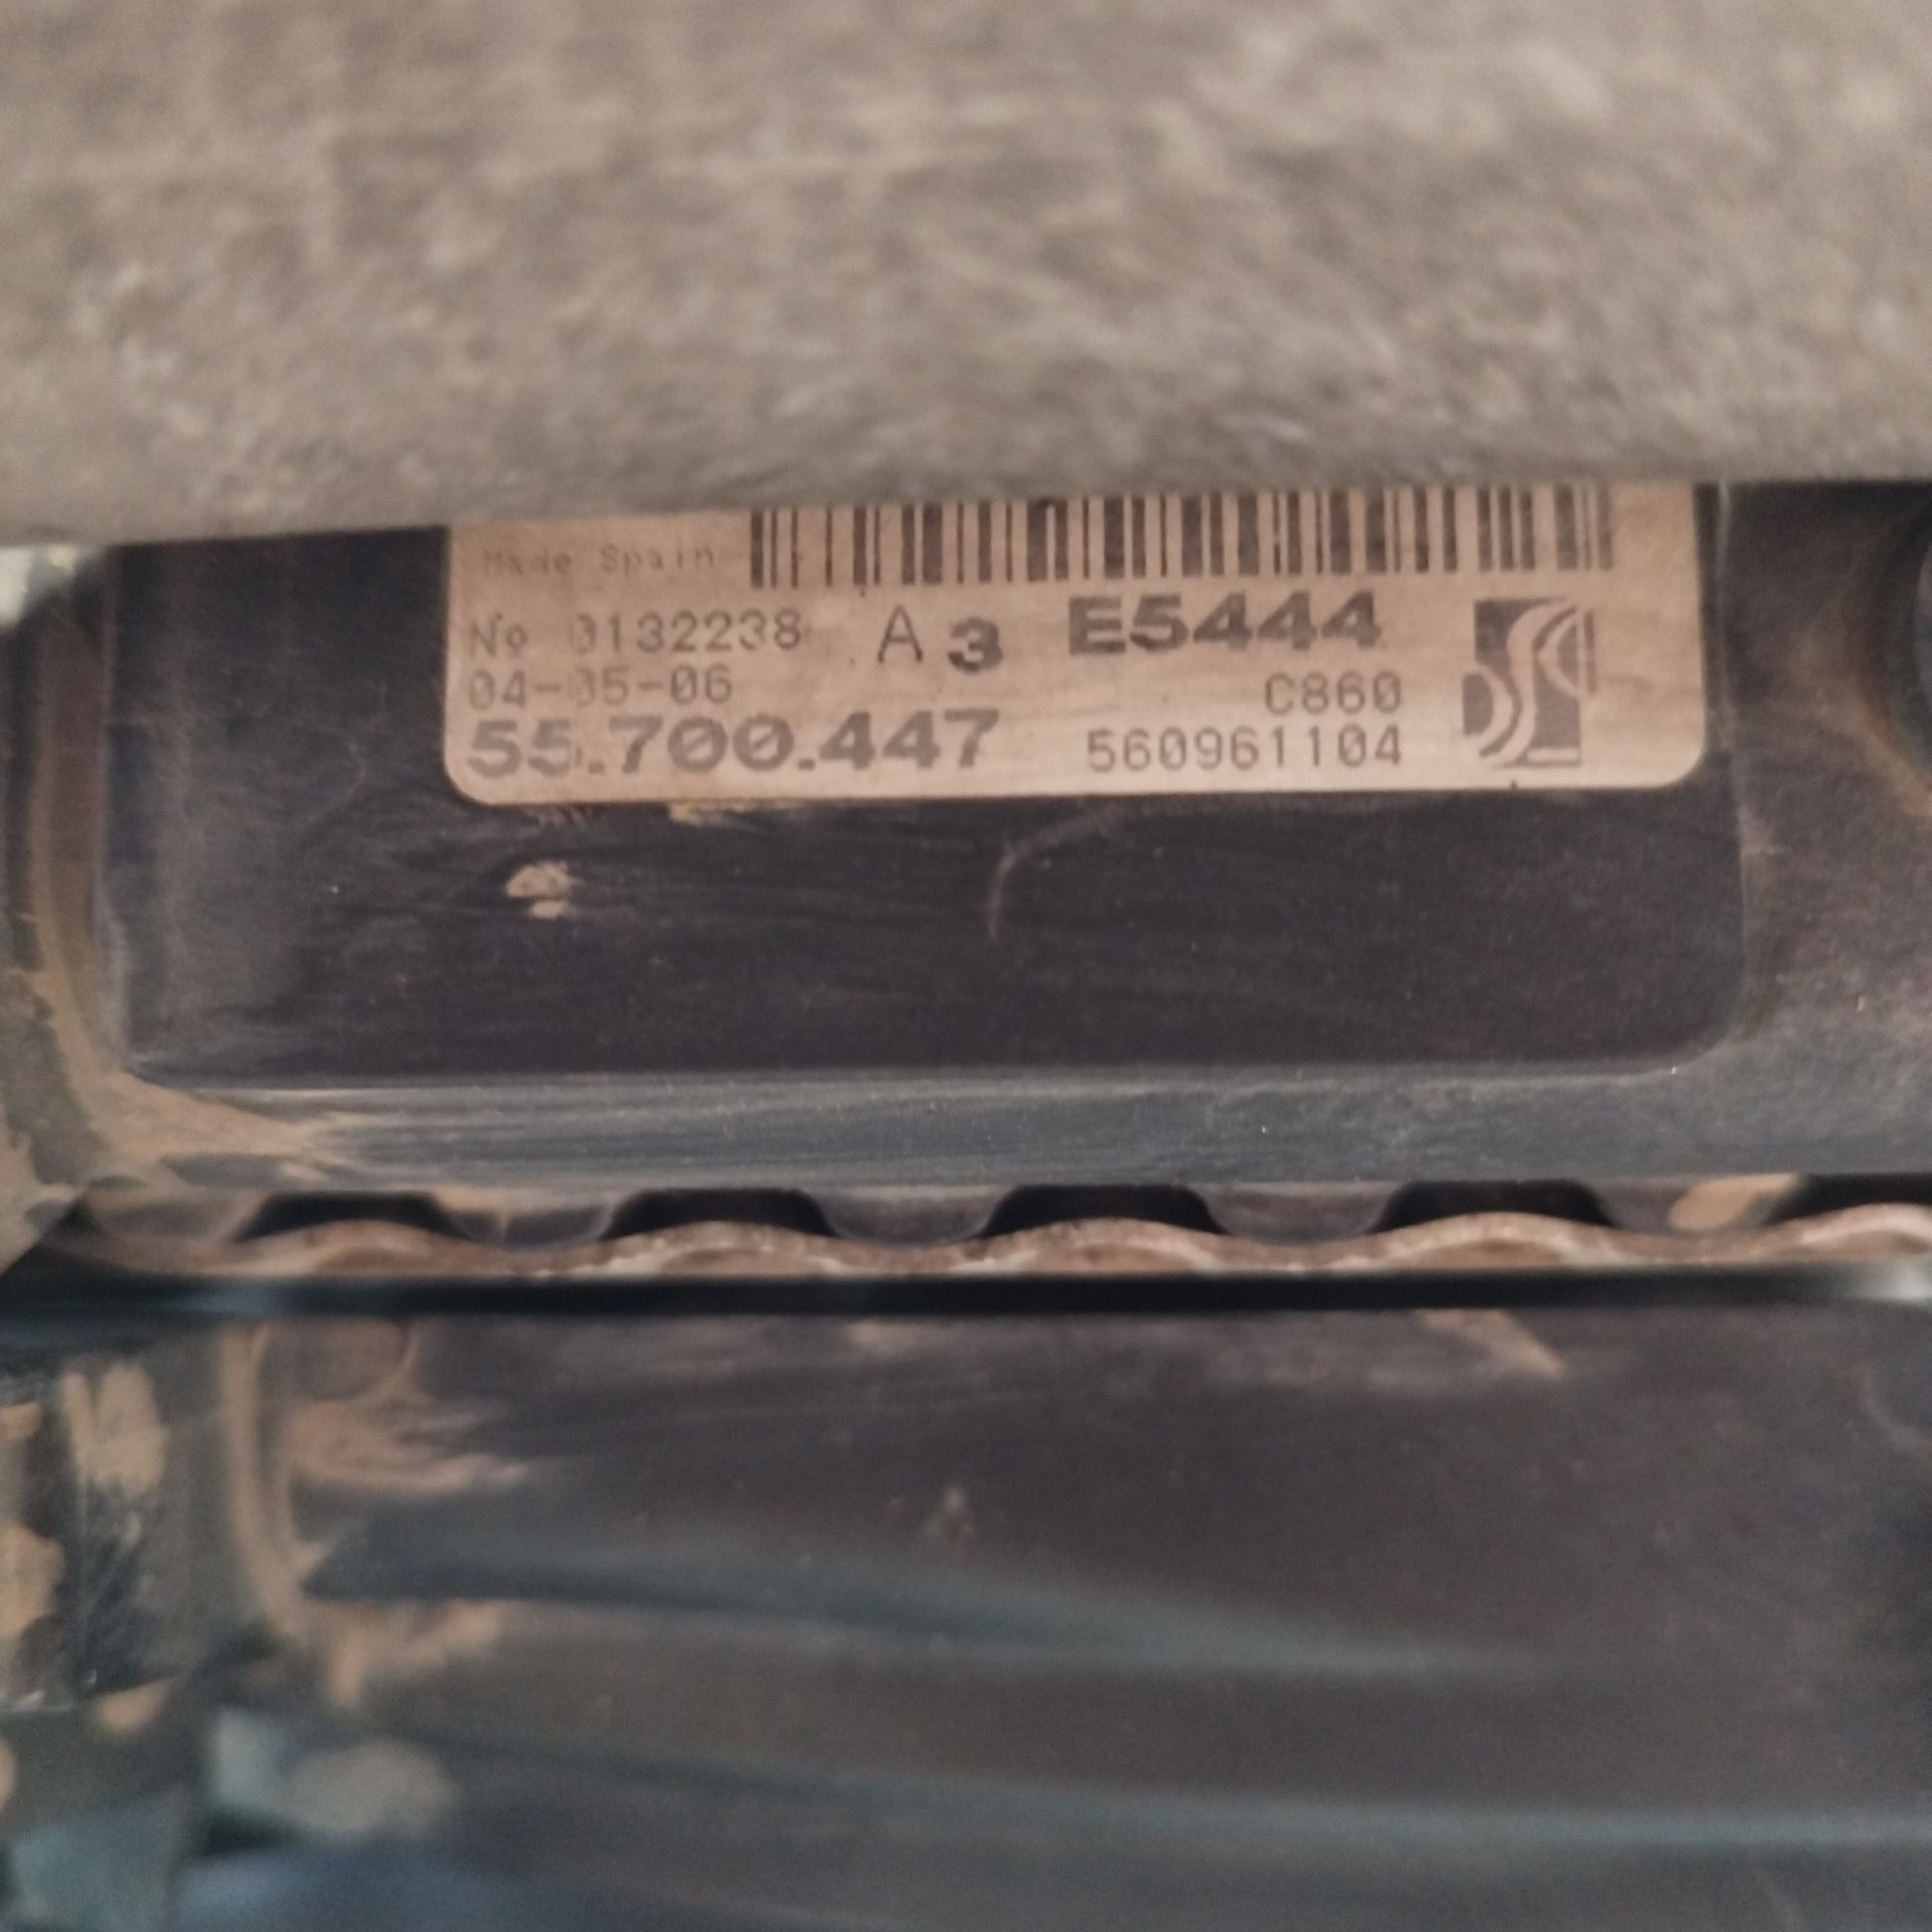 Made Spain
No 0132238 A 3 E5444
04-05-06 C860
55.700.447 560961104